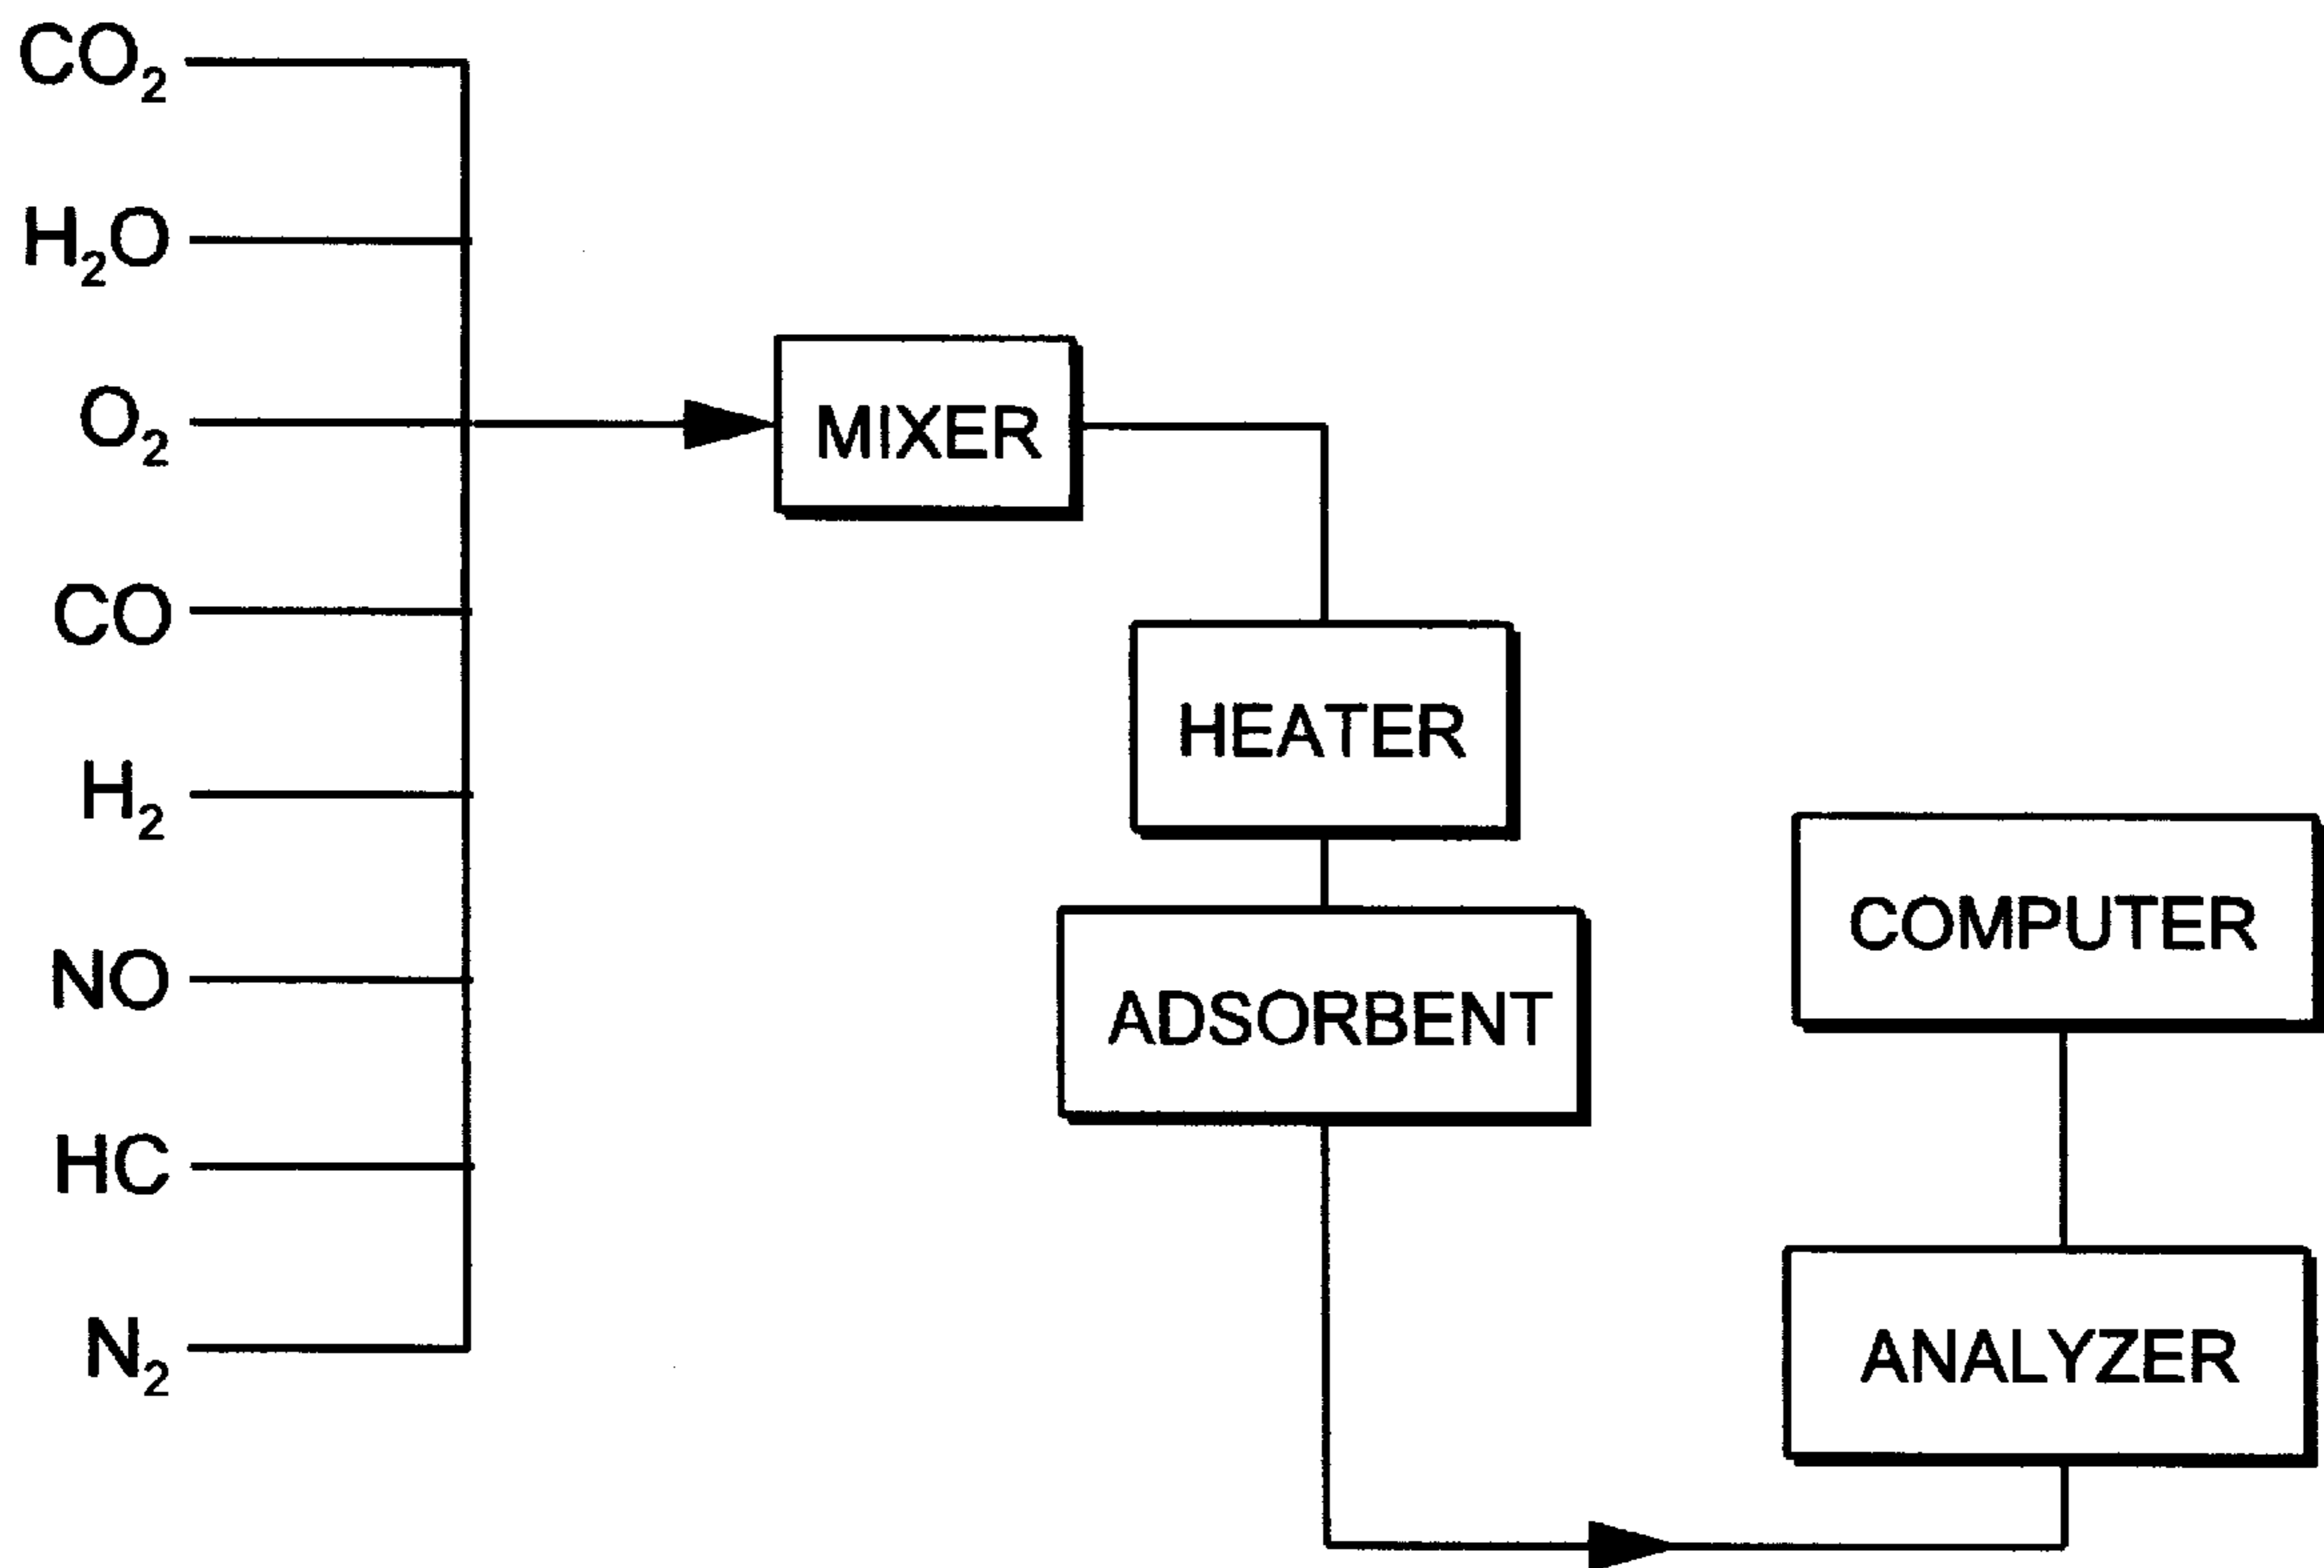 CO₂
H₂O
O₂
MIXER
CO
HEATER
H₂
COMPUTER
NO
ADSORBENT
HC
N₂
ANALYZER